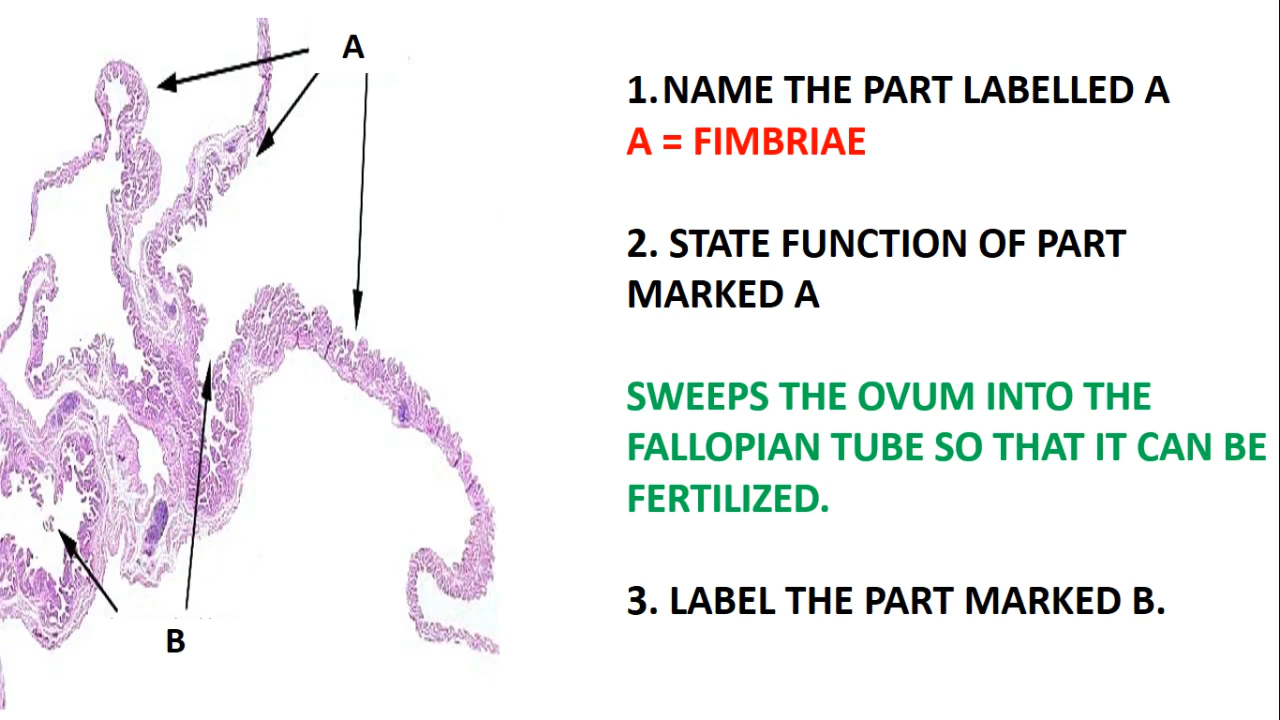 A
1. NAME THE PART LABELLED A
A = FIMBRIAE
2. STATE FUNCTION OF PART
MARKED A
SWEEPS THE OVUM INTO THE
FALLOPIAN TUBE SO THAT IT CAN BE
FERTILIZED.
3. LABEL THE PART MARKED B.
B